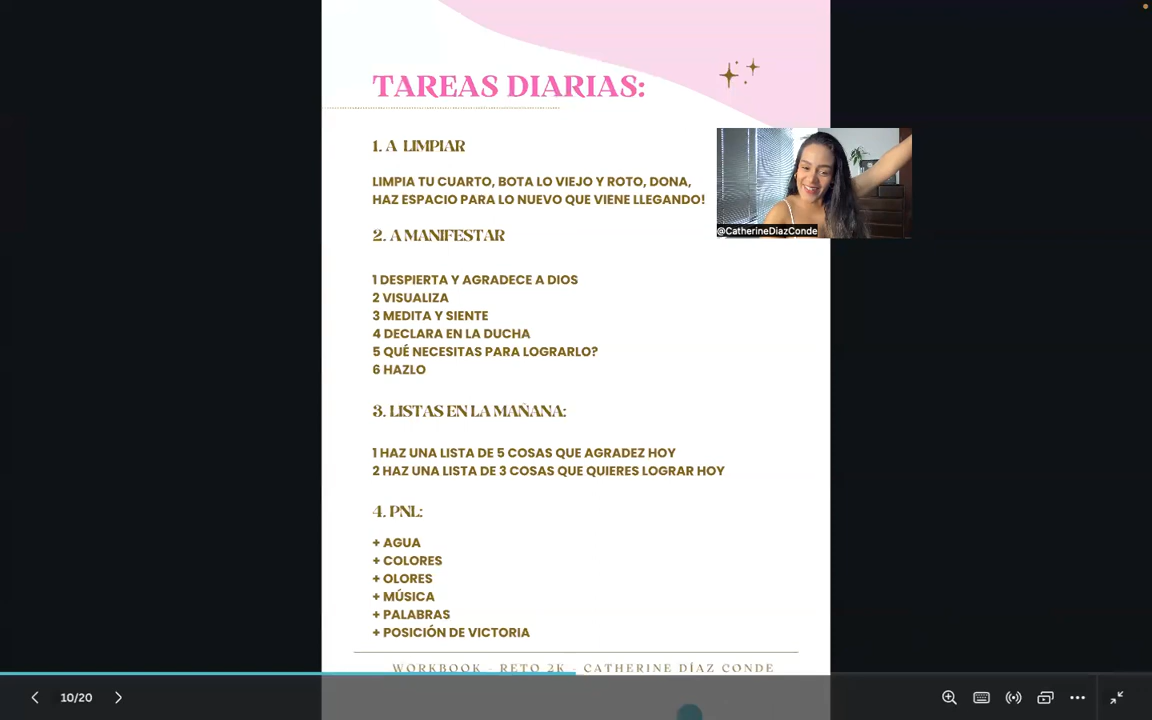 TAREAS DIARIAS:
1. A LIMPIAR
LIMPIA TU CUARTO, BOTA LO VIEJO Y ROTO, DONA,
HAZ ESPACIO PARA LO NUEVO QUE VIENE LLEGANDO!
@CatherineDiazConde
2. A MANIFESTAR
1 DESPIERTA Y AGRADECE A DIOS
2 VISUALIZA
3 MEDITA Y SIENTE
4 DECLARA EN LA DUCHA
5 QUÉ NECESITAS PARA LOGRARLO?
6 HAZLO
3. LISTAS EN LA MAÑANA:
1 HAZ UNA LISTA DE 5 COSAS QUE AGRADEZ HOY
2 HAZ UNA LISTA DE 3 COSAS QUE QUIERES LOGRAR HOY
4. PNL:
+ AGUA
+ COLORES
+ OLORES
+ MÚSICA
+ PALABRAS
+ POSICIÓN DE VICTORIA
WORKBOOK - RETO 2K - CATHERINE DÍAZ CONDE
10/20